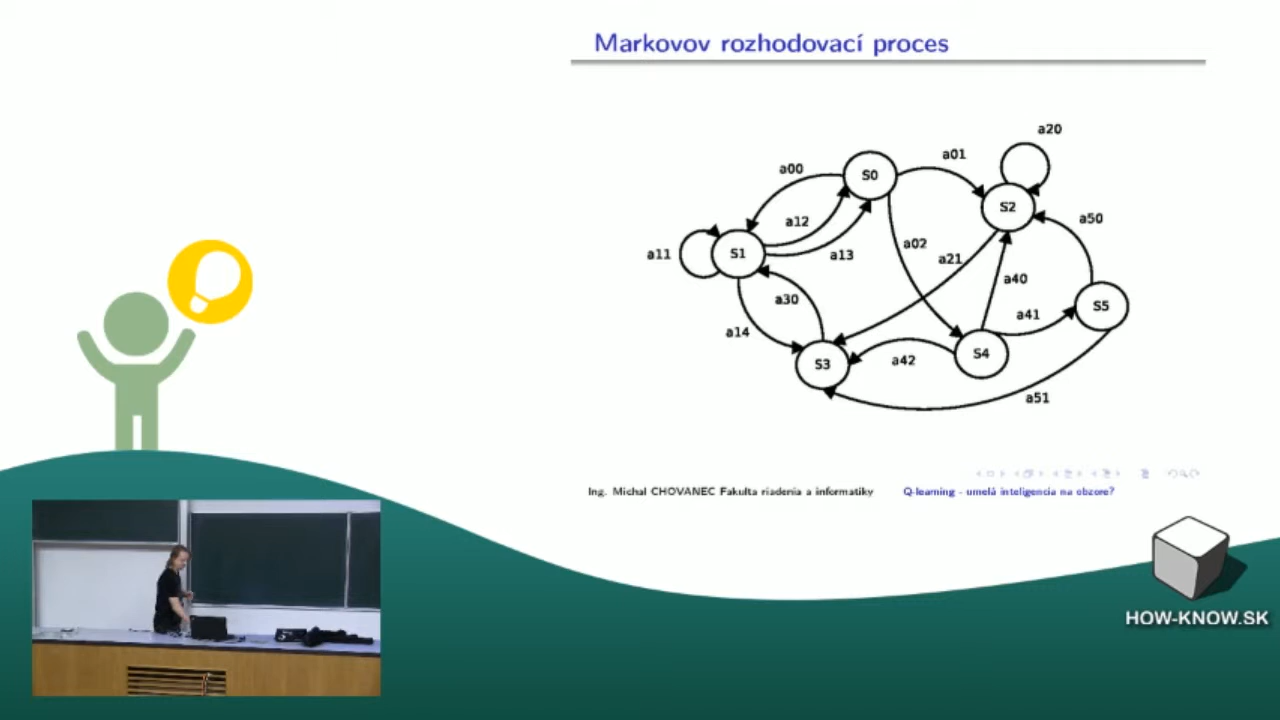 Markovov rozhodovací proces
a20
a01
a00
S0
S2
a12
a50
a02
a11
S1
a13
a21
a40
a30
S5
a41
a14
S4
a42
S3
a51
Ing. Michal CHOVANEC Fakulta riadenia a informatiky Q-learning - umelá inteligencia na obzore?
HOW-KNOW.SK